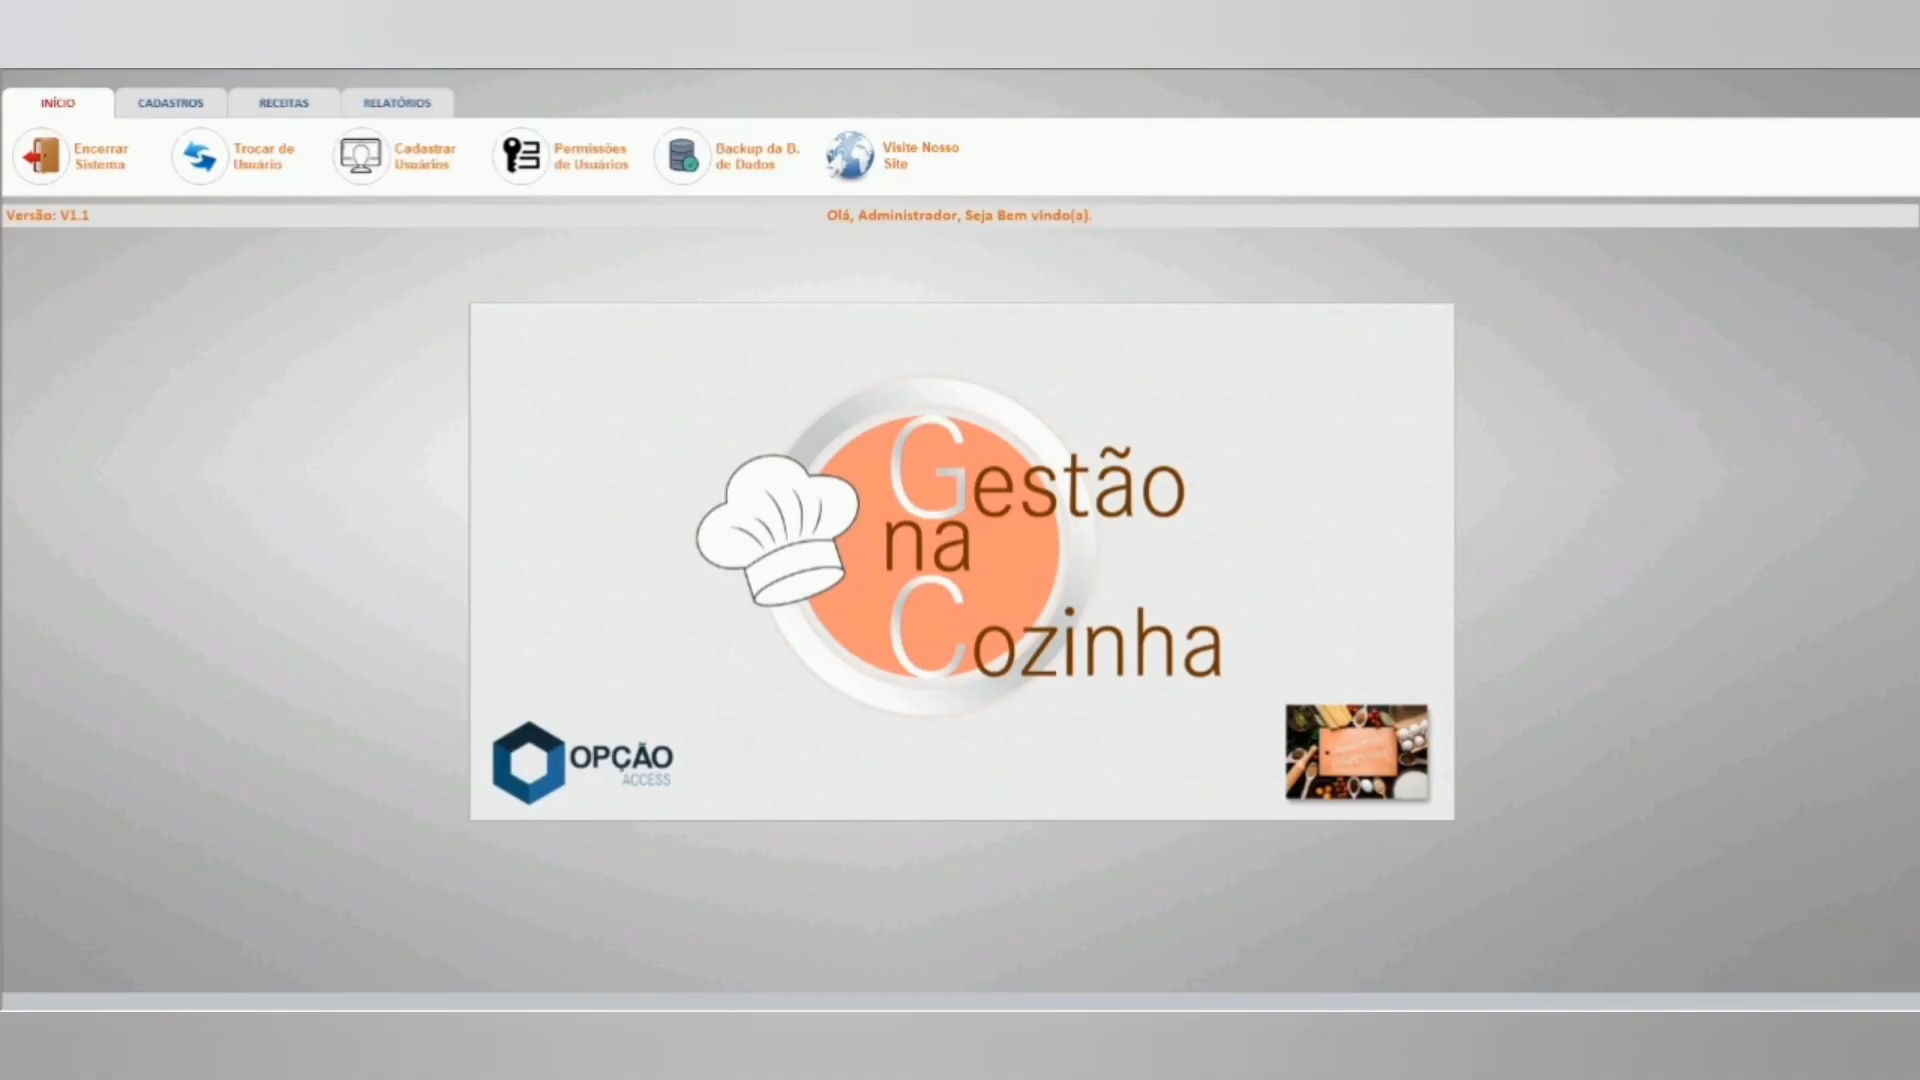 INÍCIO
CADASTROS
RECEITAS
RELATÓRIOS
Encerrar
Sistema
Trocar de
Usuário
Cadastrar
Usuários
Permissões
de Usuários
Backup da B.
de Dados
Visite Nosso
Site
Versão: V1.1
Olá, Administrador, Seja Bem vindo(a).
Gestão
na
Cozinha
OPÇÃO
ACCESS